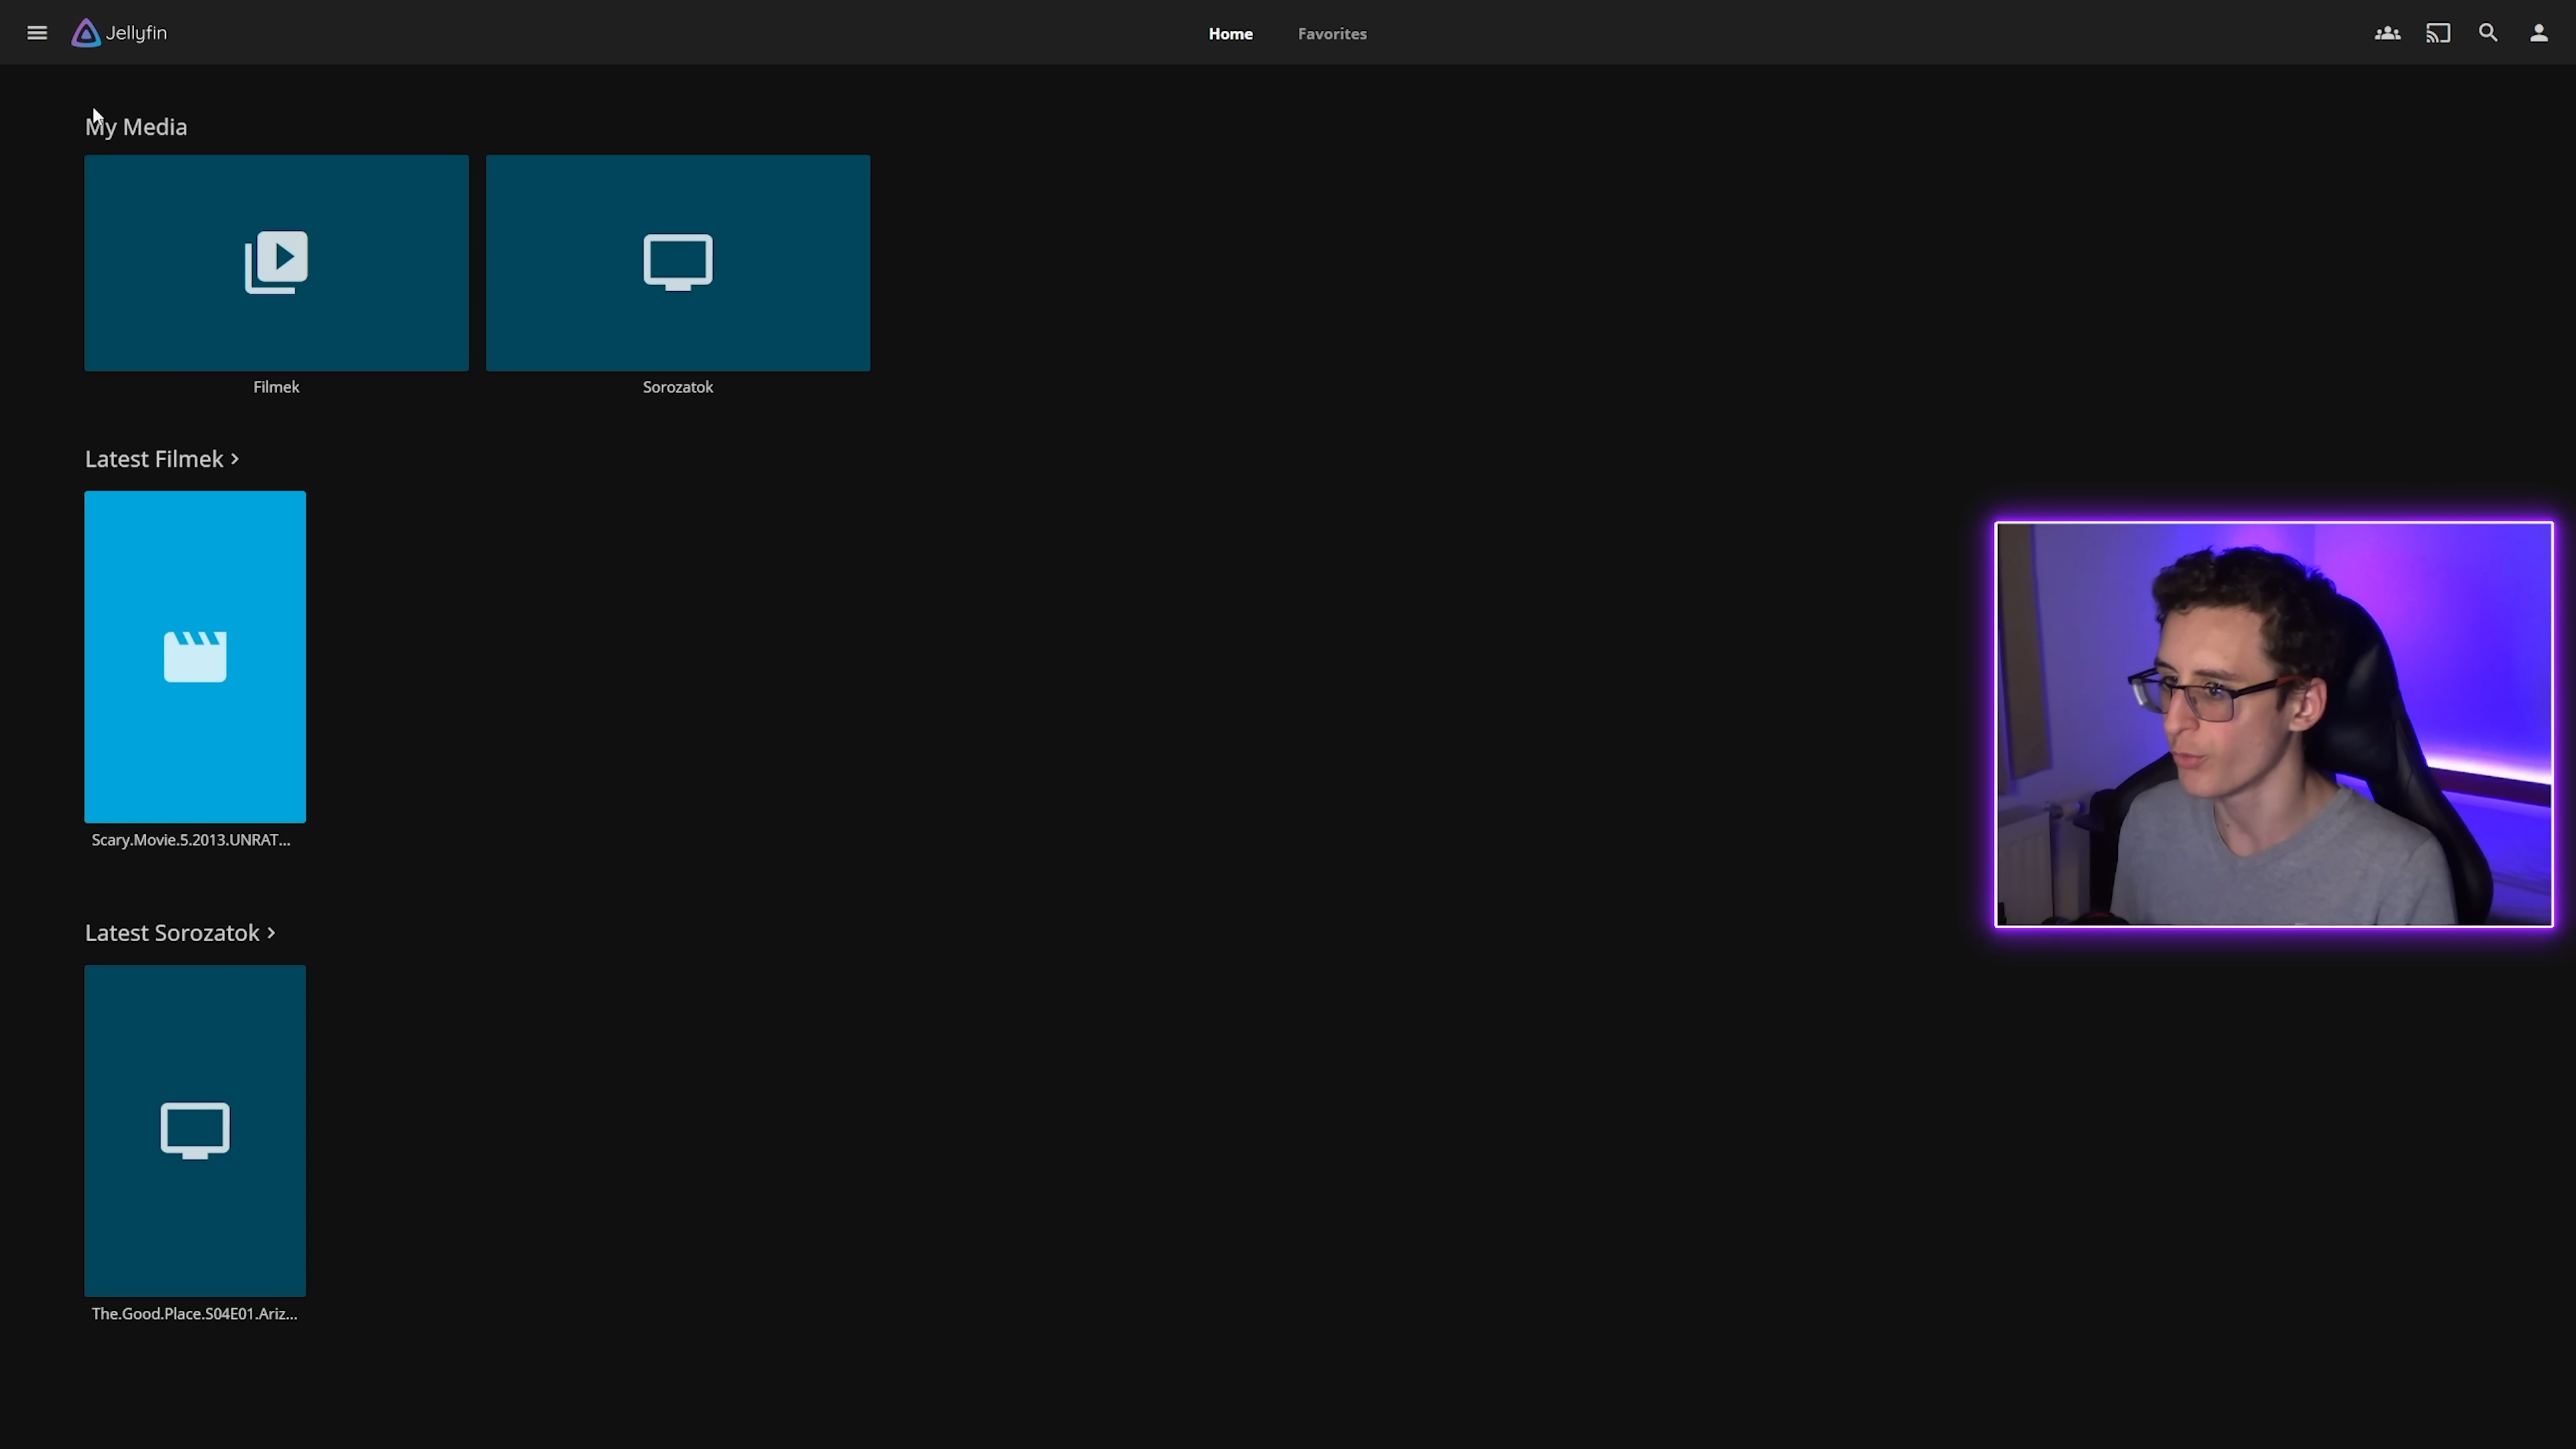 Jellyfin
Home
Favorites
My Media
Filmek
Sorozatok
Latest Filmek
Scary.Movie.5.2013.UNRAT...
Latest Sorozatok
The.Good.Place.S04E01.Ariz...